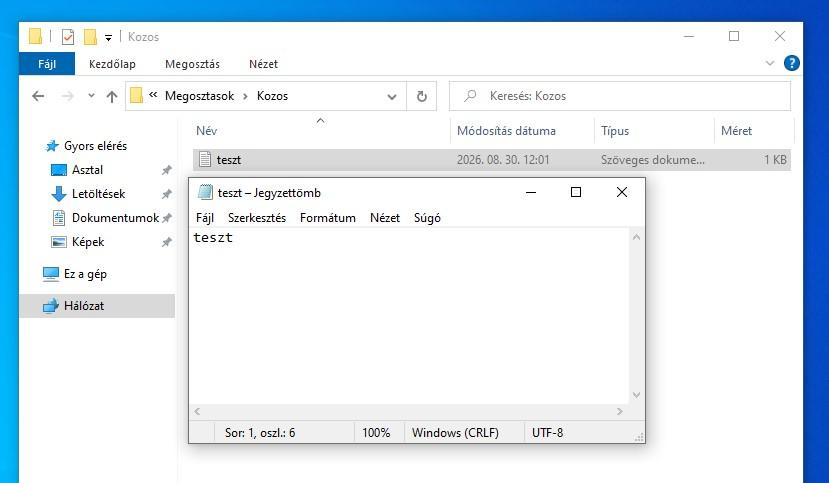 Kozos
Fájl Kezdőlap Megosztás Nézet
« Megosztasok > Kozos
Keresés: Kozos
Név Módosítás dátuma Típus Méret
teszt 2026. 08. 30. 12:01 Szöveges dokume... 1 KB
Gyors elérés
Asztal
Letöltések
Dokumentumok
Képek
Ez a gép
Hálózat
teszt – Jegyzettömb
Fájl Szerkesztés Formátum Nézet Súgó
teszt
Sor: 1, oszl.: 6 100% Windows (CRLF) UTF-8